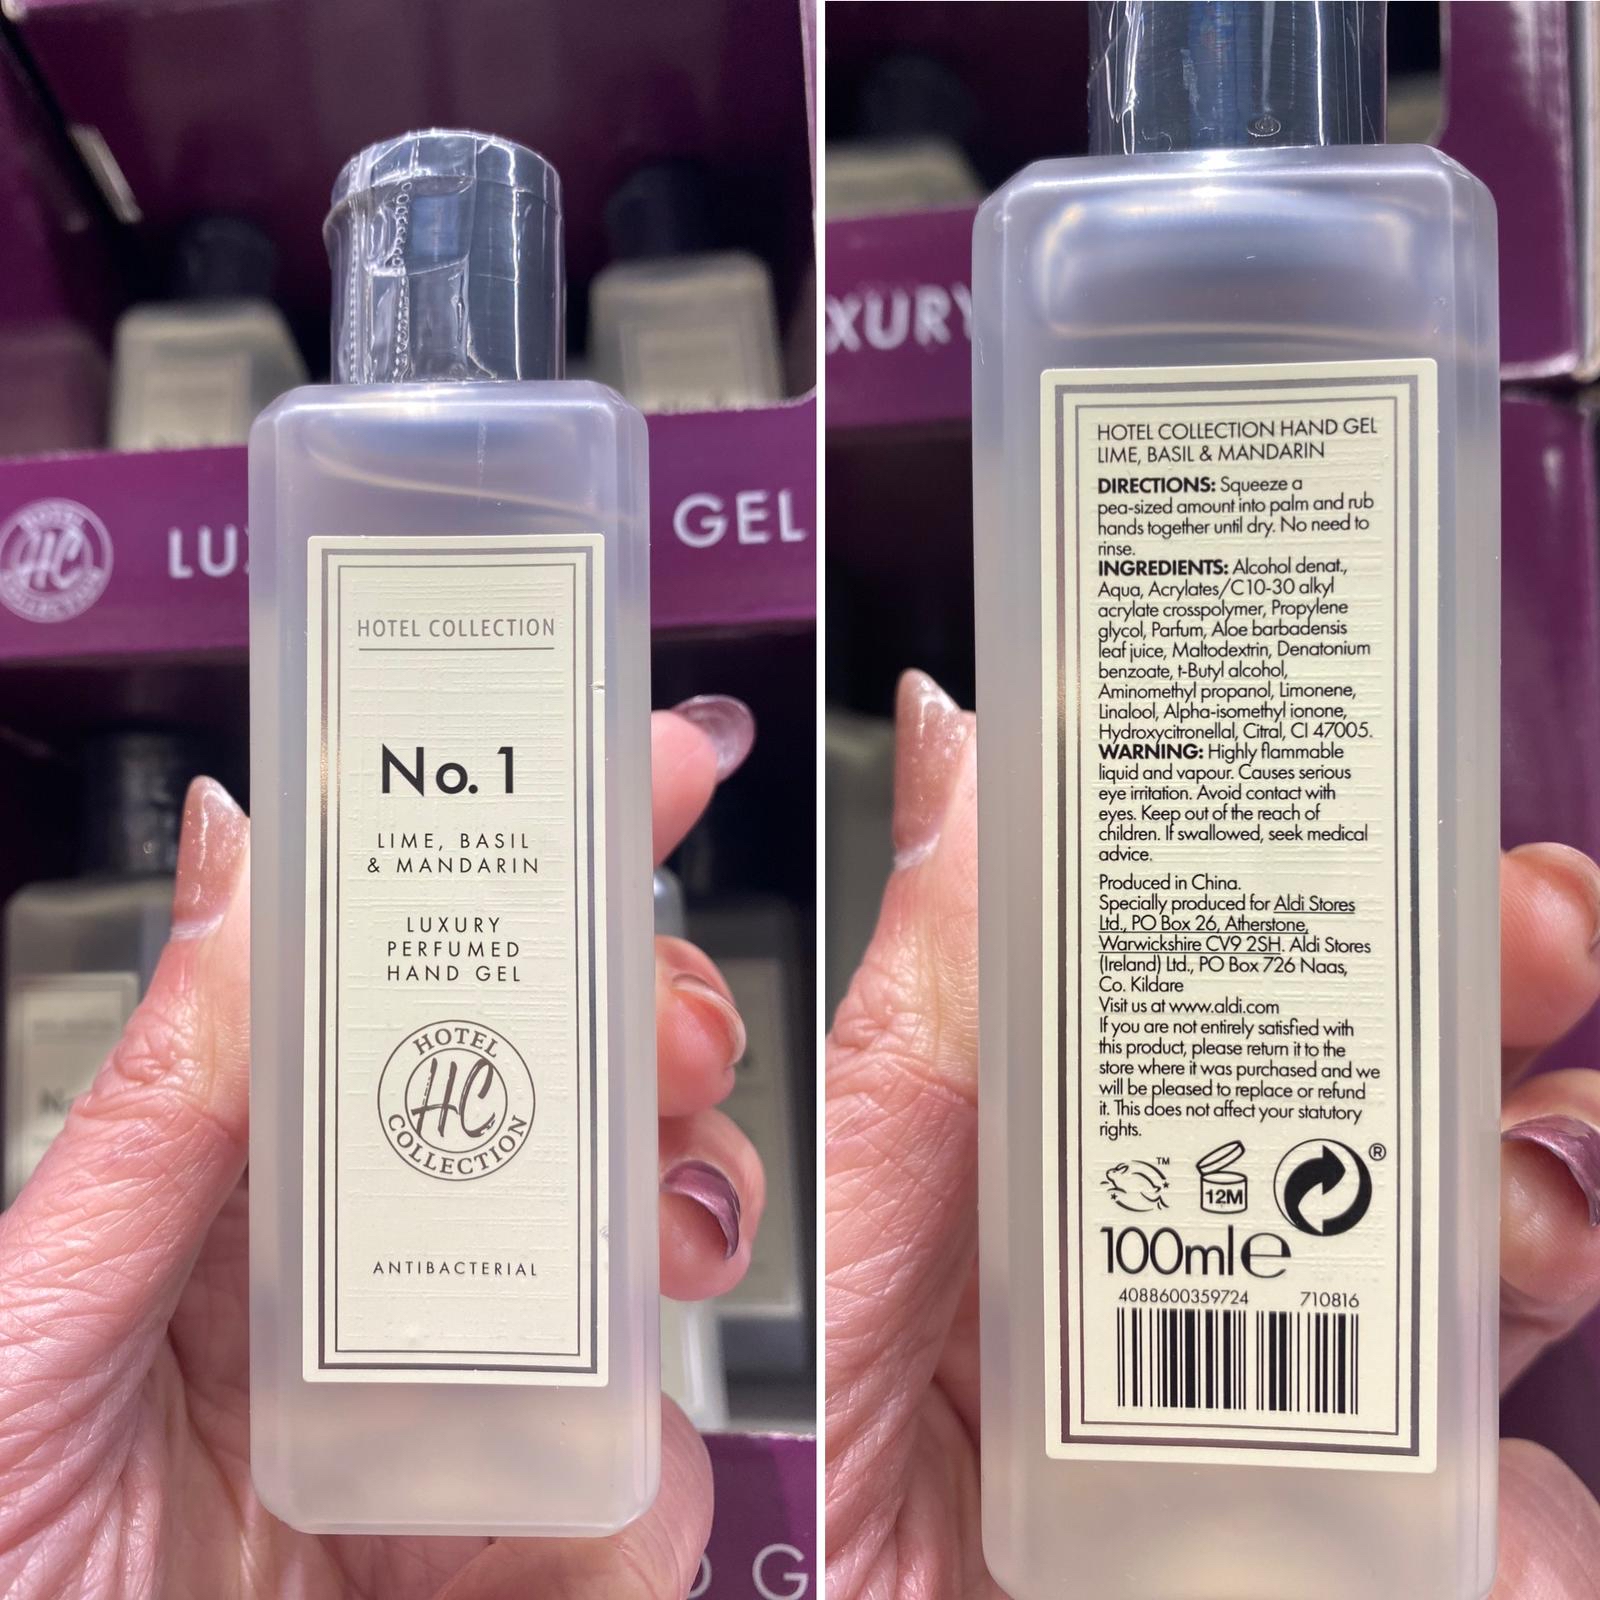 HOTEL COLLECTION
LU
GEL
HOTEL COLLECTION
No. 1
LIME, BASIL
& MANDARIN
LUXURY
PERFUMED
HAND GEL
HOTEL
HC
COLLECTION
ANTIBACTERIAL
G
XURY
HOTEL COLLECTION HAND GEL
LIME, BASIL & MANDARIN
DIRECTIONS: Squeeze a
pea-sized amount into palm and rub
hands together until dry. No need to
rinse.
INGREDIENTS: Alcohol denat.,
Aqua, Acrylates/C10-30 alkyl
acrylate crosspolymer, Propylene
glycol, Parfum, Aloe barbadensis
leaf juice, Maltodextrin, Denatonium
benzoate, t-Butyl alcohol,
Aminomethyl propanol, Limonene,
Linalool, Alpha-isomethyl ionone,
Hydroxycitronellal, Citral, CI 47005.
WARNING: Highly flammable
liquid and vapour. Causes serious
eye irritation. Avoid contact with
eyes. Keep out of the reach of
children. If swallowed, seek medical
advice.
Produced in China.
Specially produced for Aldi Stores
Ltd., PO Box 26, Atherstone,
Warwickshire CV9 2SH. Aldi Stores
(Ireland) Ltd., PO Box 726 Naas,
Co. Kildare
Visit us at www.aldi.com
If you are not entirely satisfied with
this product, please return it to the
store where it was purchased and we
will be pleased to replace or refund
it. This does not affect your statutory
rights.
TM 12M ®
100ml℮
4088600359724 710816